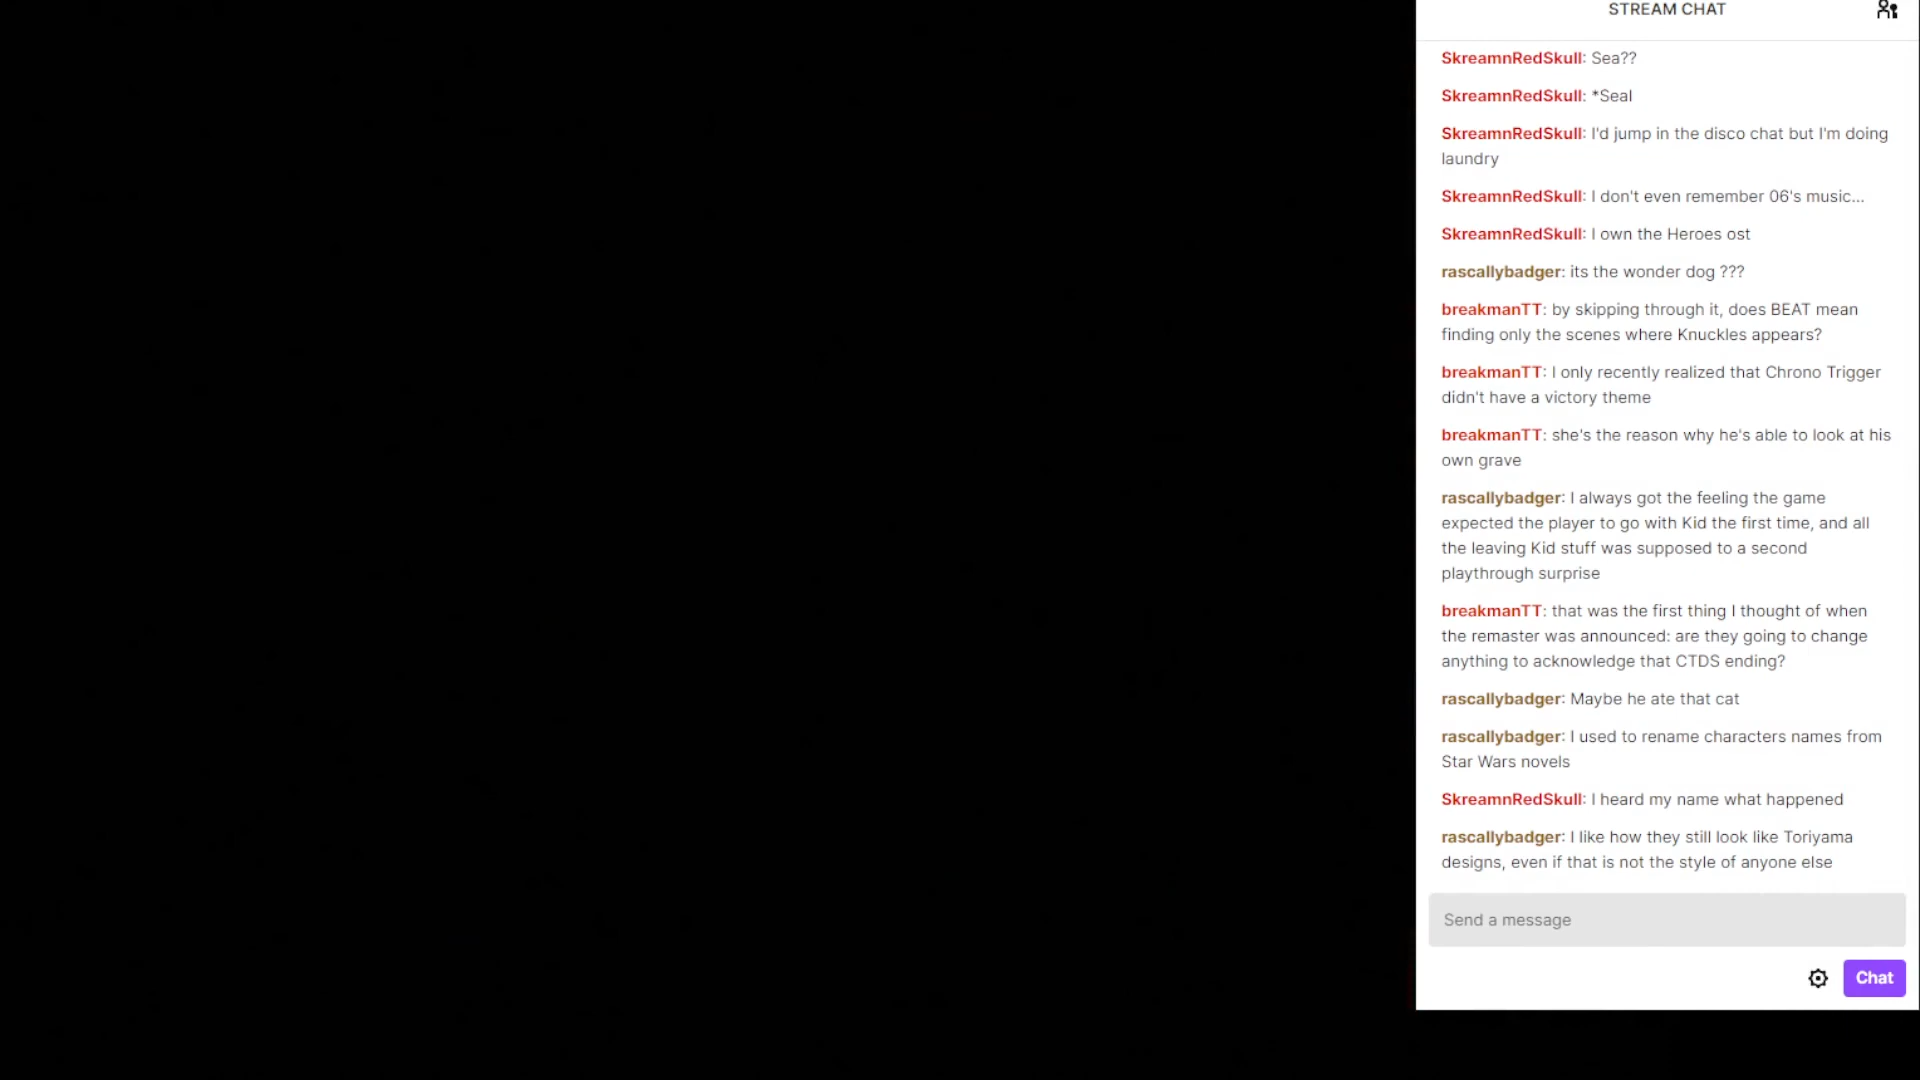 STREAM CHAT
SkreamnRedSkull: Sea??
SkreamnRedSkull: *Seal
SkreamnRedSkull: I'd jump in the disco chat but I'm doing
laundry
SkreamnRedSkull: I don't even remember 06's music...
SkreamnRedSkull: I own the Heroes ost
rascallybadger: its the wonder dog ???
breakmanTT: by skipping through it, does BEAT mean
finding only the scenes where Knuckles appears?
breakmanTT: I only recently realized that Chrono Trigger
didn't have a victory theme
breakmanTT: she's the reason why he's able to look at his
own grave
rascallybadger: I always got the feeling the game
expected the player to go with Kid the first time, and all
the leaving Kid stuff was supposed to a second
playthrough surprise
breakmanTT: that was the first thing I thought of when
the remaster was announced: are they going to change
anything to acknowledge that CTDS ending?
rascallybadger: Maybe he ate that cat
rascallybadger: I used to rename characters names from
Star Wars novels
SkreamnRedSkull: I heard my name what happened
rascallybadger: I like how they still look like Toriyama
designs, even if that is not the style of anyone else
Send a message
Chat